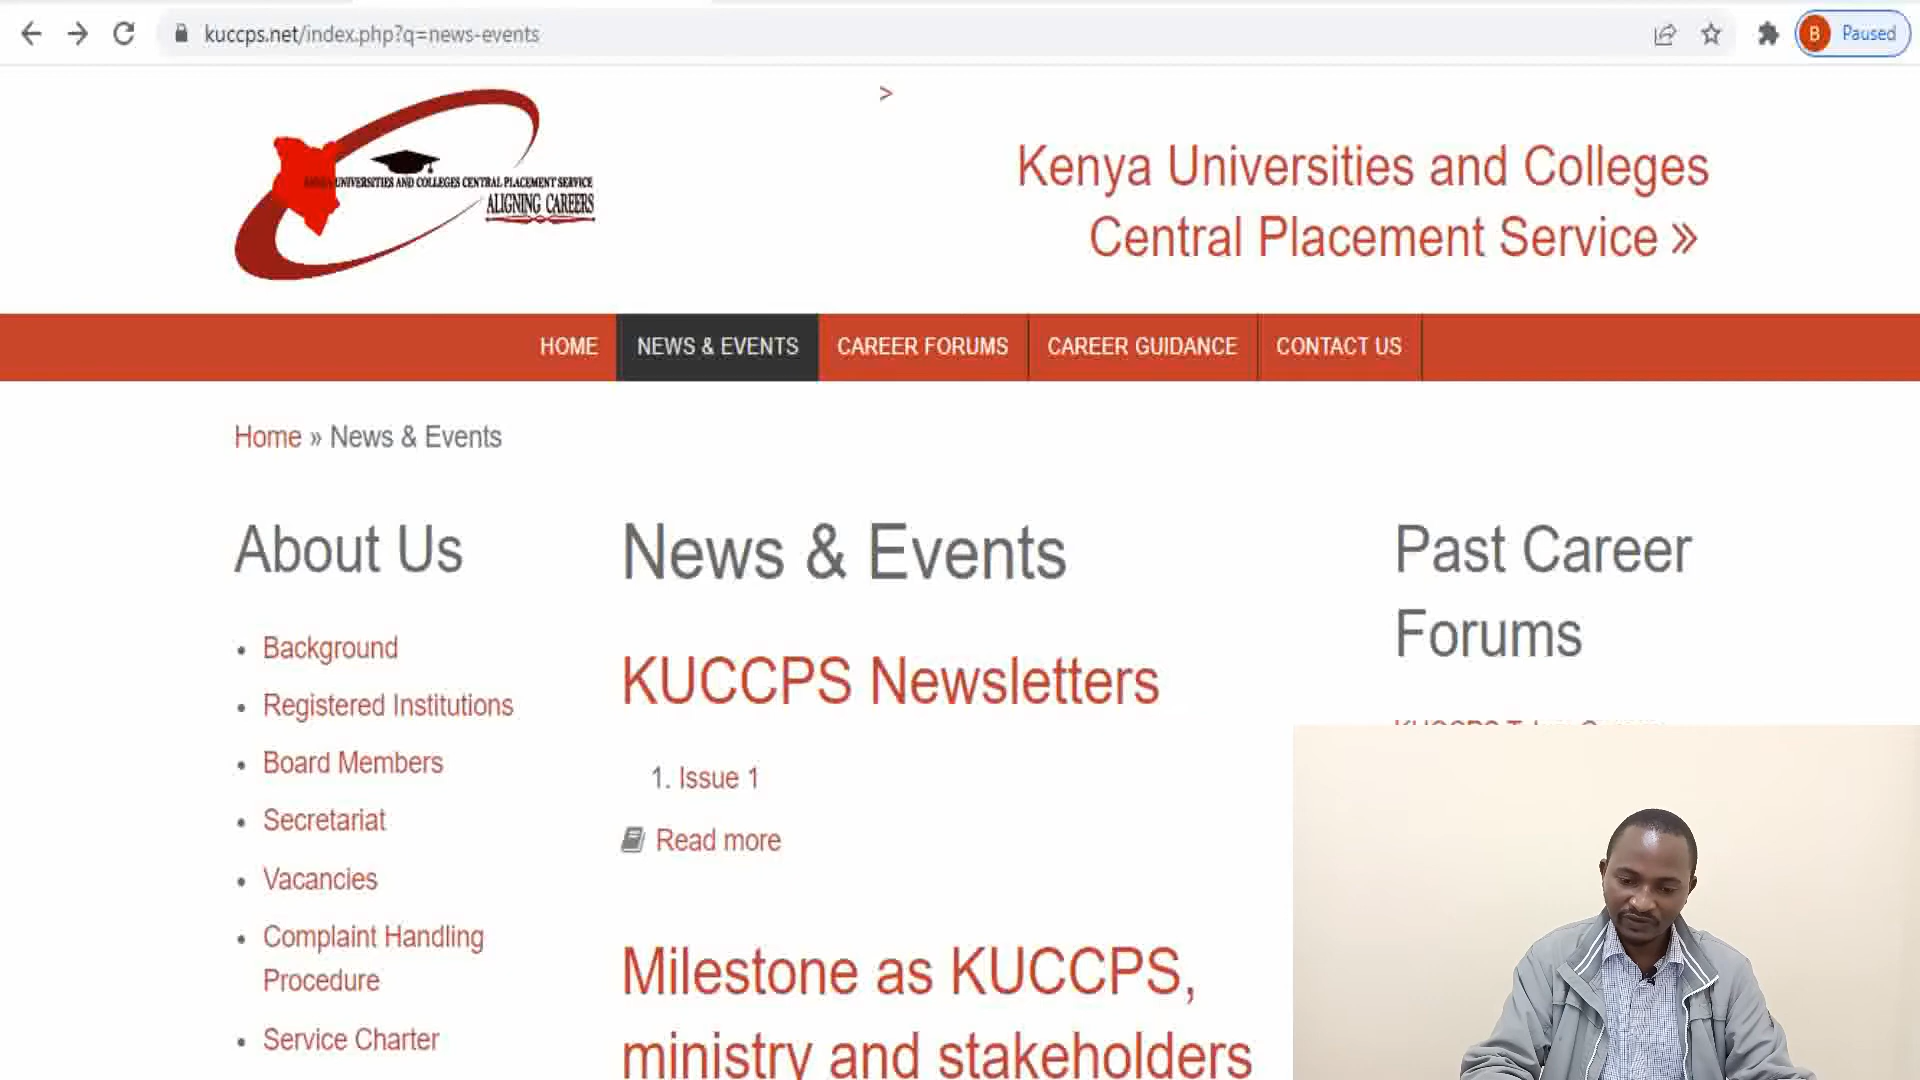 kuccps.net/index.php?q=news-events
B Paused
>
KENYA UNIVERSITIES AND COLLEGES CENTRAL PLACEMENT SERVICE
ALIGNING CAREERS
Kenya Universities and Colleges
Central Placement Service »
HOME NEWS & EVENTS CAREER FORUMS CAREER GUIDANCE CONTACT US
Home » News & Events
About Us
• Background
• Registered Institutions
• Board Members
• Secretariat
• Vacancies
• Complaint Handling
Procedure
• Service Charter
News & Events
KUCCPS Newsletters
1. Issue 1
Read more
Milestone as KUCCPS,
ministry and stakeholders
Past Career
Forums